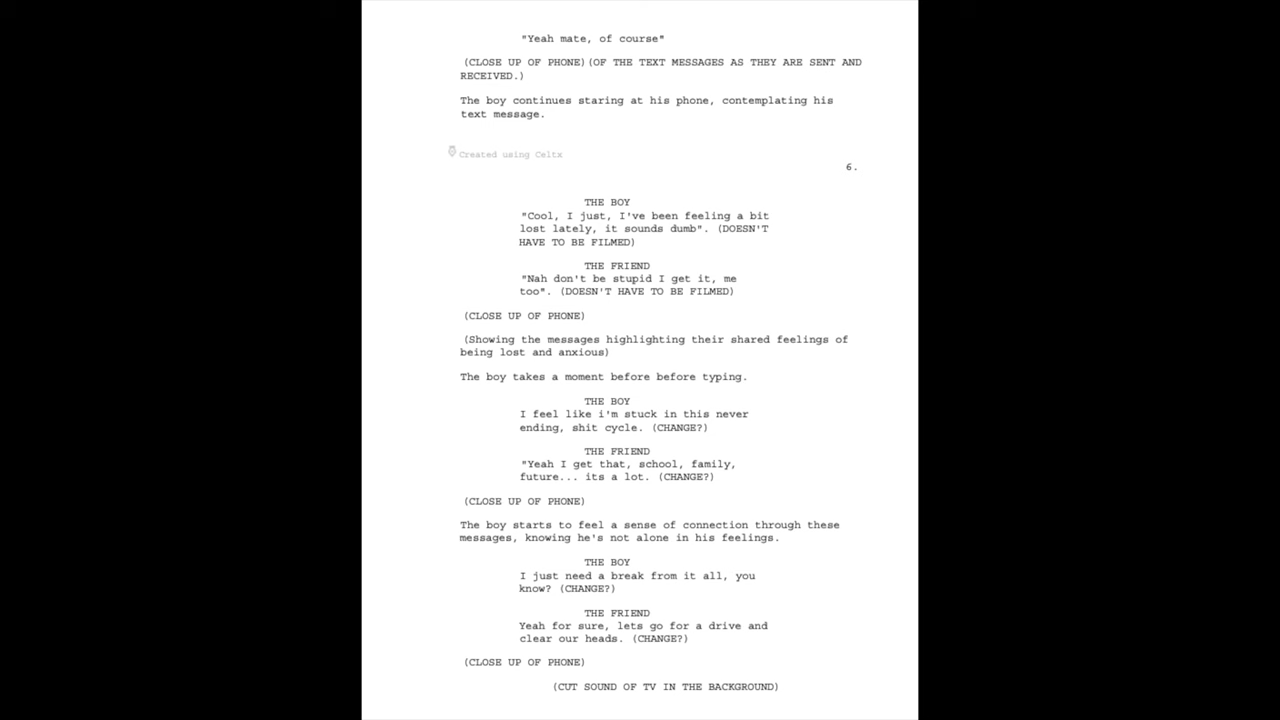 "Yeah mate, of course"
(CLOSE UP OF PHONE)(OF THE TEXT MESSAGES AS THEY ARE SENT AND
RECEIVED.)
The boy continues staring at his phone, contemplating his
text message.
Created using Celtx
6.
THE BOY
"Cool, I just, I've been feeling a bit
lost lately, it sounds dumb". (DOESN'T
HAVE TO BE FILMED)
THE FRIEND
"Nah don't be stupid I get it, me
too". (DOESN'T HAVE TO BE FILMED)
(CLOSE UP OF PHONE)
(Showing the messages highlighting their shared feelings of
being lost and anxious)
The boy takes a moment before before typing.
THE BOY
I feel like i'm stuck in this never
ending, shit cycle. (CHANGE?)
THE FRIEND
"Yeah I get that, school, family,
future... its a lot. (CHANGE?)
(CLOSE UP OF PHONE)
The boy starts to feel a sense of connection through these
messages, knowing he's not alone in his feelings.
THE BOY
I just need a break from it all, you
know? (CHANGE?)
THE FRIEND
Yeah for sure, lets go for a drive and
clear our heads. (CHANGE?)
(CLOSE UP OF PHONE)
(CUT SOUND OF TV IN THE BACKGROUND)